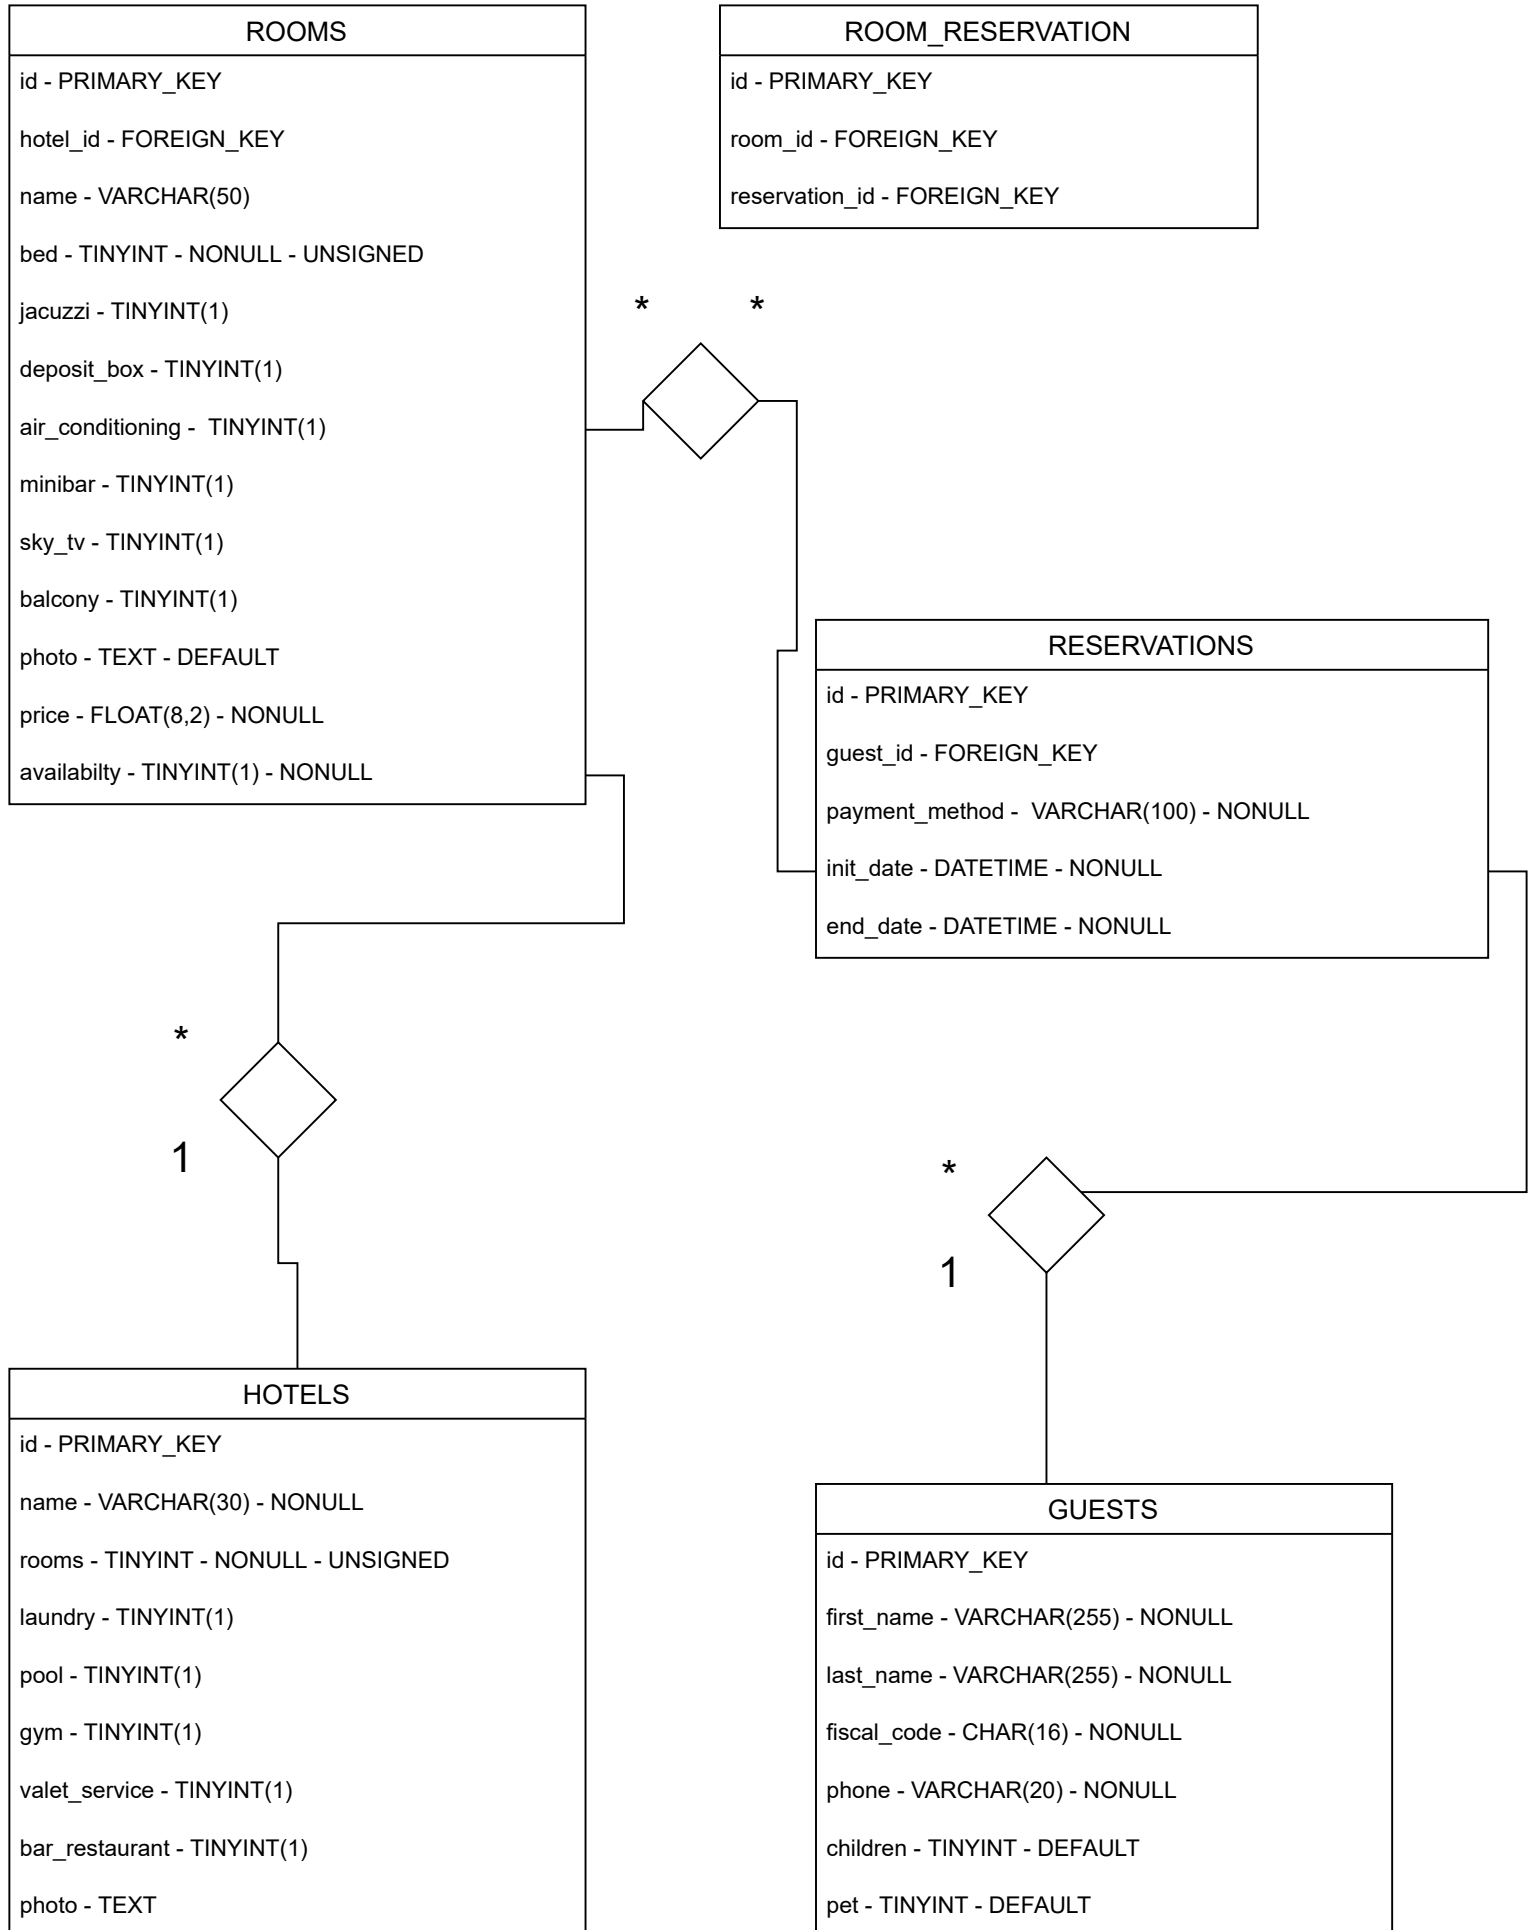 ROOMS
id - PRIMARY_KEY
hotel_id - FOREIGN_KEY
name - VARCHAR(50)
bed - TINYINT - NONULL - UNSIGNED
jacuzzi - TINYINT(1)
deposit_box - TINYINT(1)
air_conditioning -  TINYINT(1)
minibar - TINYINT(1)
sky_tv - TINYINT(1)
balcony - TINYINT(1)
photo - TEXT - DEFAULT
price - FLOAT(8,2) - NONULL
availabilty - TINYINT(1) - NONULL
ROOM_RESERVATION
id - PRIMARY_KEY
room_id - FOREIGN_KEY
reservation_id - FOREIGN_KEY
* *
RESERVATIONS
id - PRIMARY_KEY
guest_id - FOREIGN_KEY
payment_method -  VARCHAR(100) - NONULL
init_date - DATETIME - NONULL
end_date - DATETIME - NONULL
*
1
*
1
HOTELS
id - PRIMARY_KEY
name - VARCHAR(30) - NONULL
rooms - TINYINT - NONULL - UNSIGNED
laundry - TINYINT(1)
pool - TINYINT(1)
gym - TINYINT(1)
valet_service - TINYINT(1)
bar_restaurant - TINYINT(1)
photo - TEXT
GUESTS
id - PRIMARY_KEY
first_name - VARCHAR(255) - NONULL
last_name - VARCHAR(255) - NONULL
fiscal_code - CHAR(16) - NONULL
phone - VARCHAR(20) - NONULL
children - TINYINT - DEFAULT
pet - TINYINT - DEFAULT